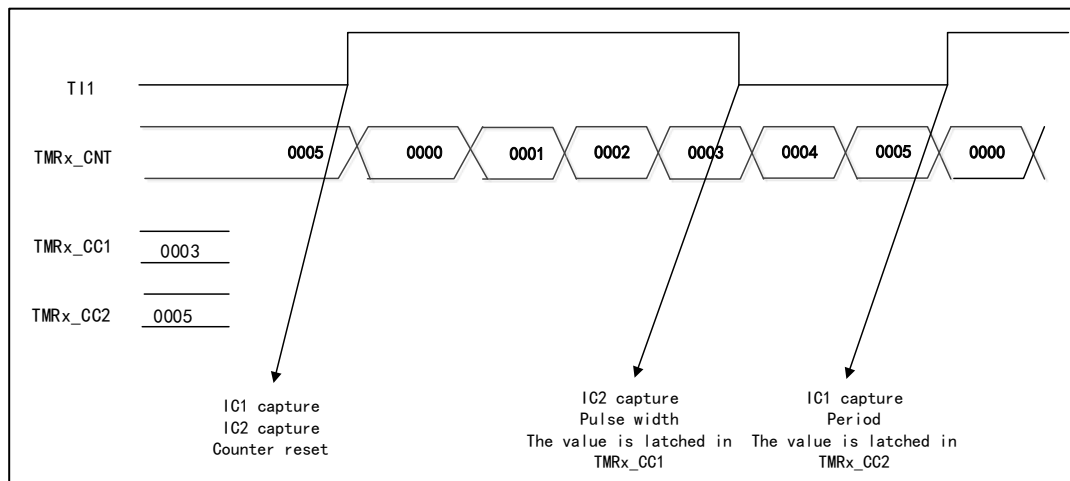 TI1
TMRx_CNT
0005 0000 0001 0002 0003 0004 0005 0000
TMRx_CC1
0003
TMRx_CC2
0005
IC1 capture
IC2 capture
Counter reset
IC2 capture
Pulse width
The value is latched in
TMRx_CC1
IC1 capture
Period
The value is latched in
TMRx_CC2